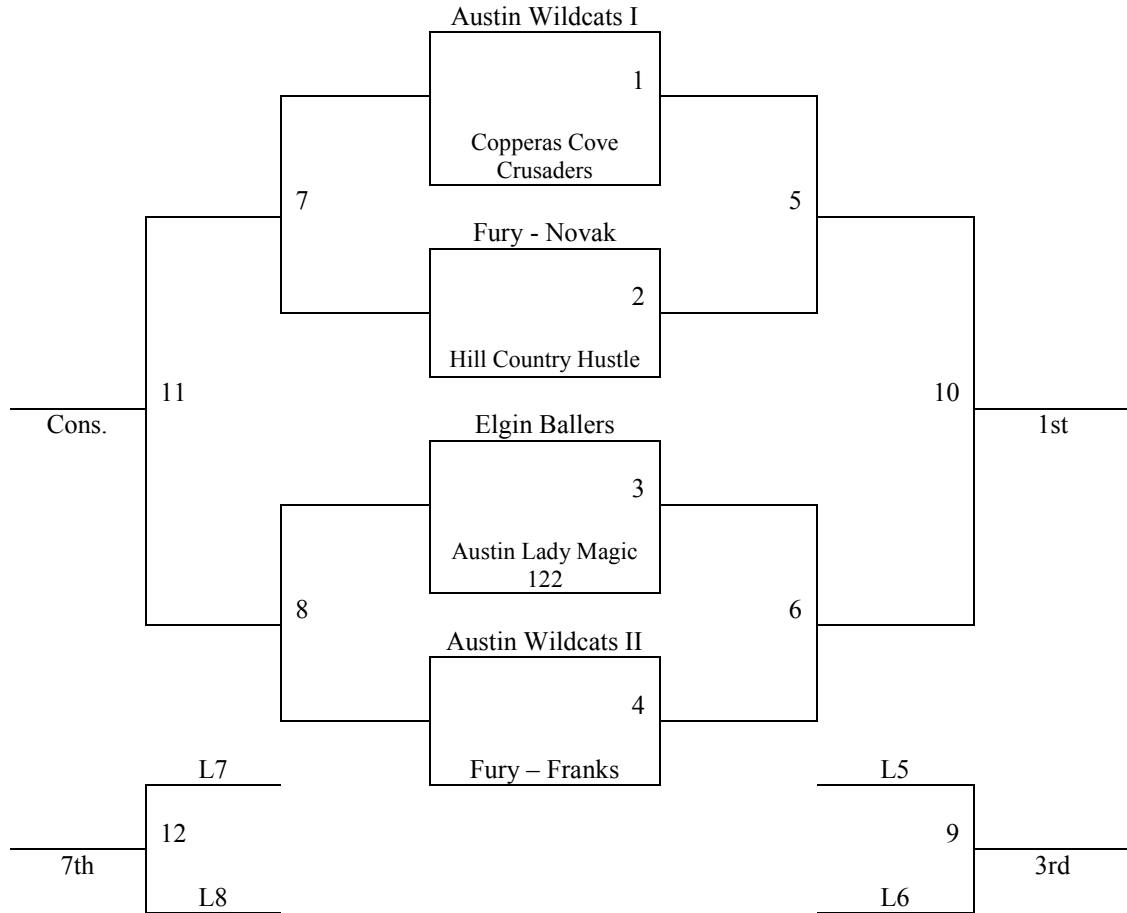 Austin Wildcats I
1
Copperas Cove
Crusaders
7
5
Fury - Novak
2
Hill Country Hustle
11
10
Cons.
1st
Elgin Ballers
3
Austin Lady Magic
122
8
6
Austin Wildcats II
4
L7
Fury – Franks
L5
12
9
7th
3rd
L8
L6